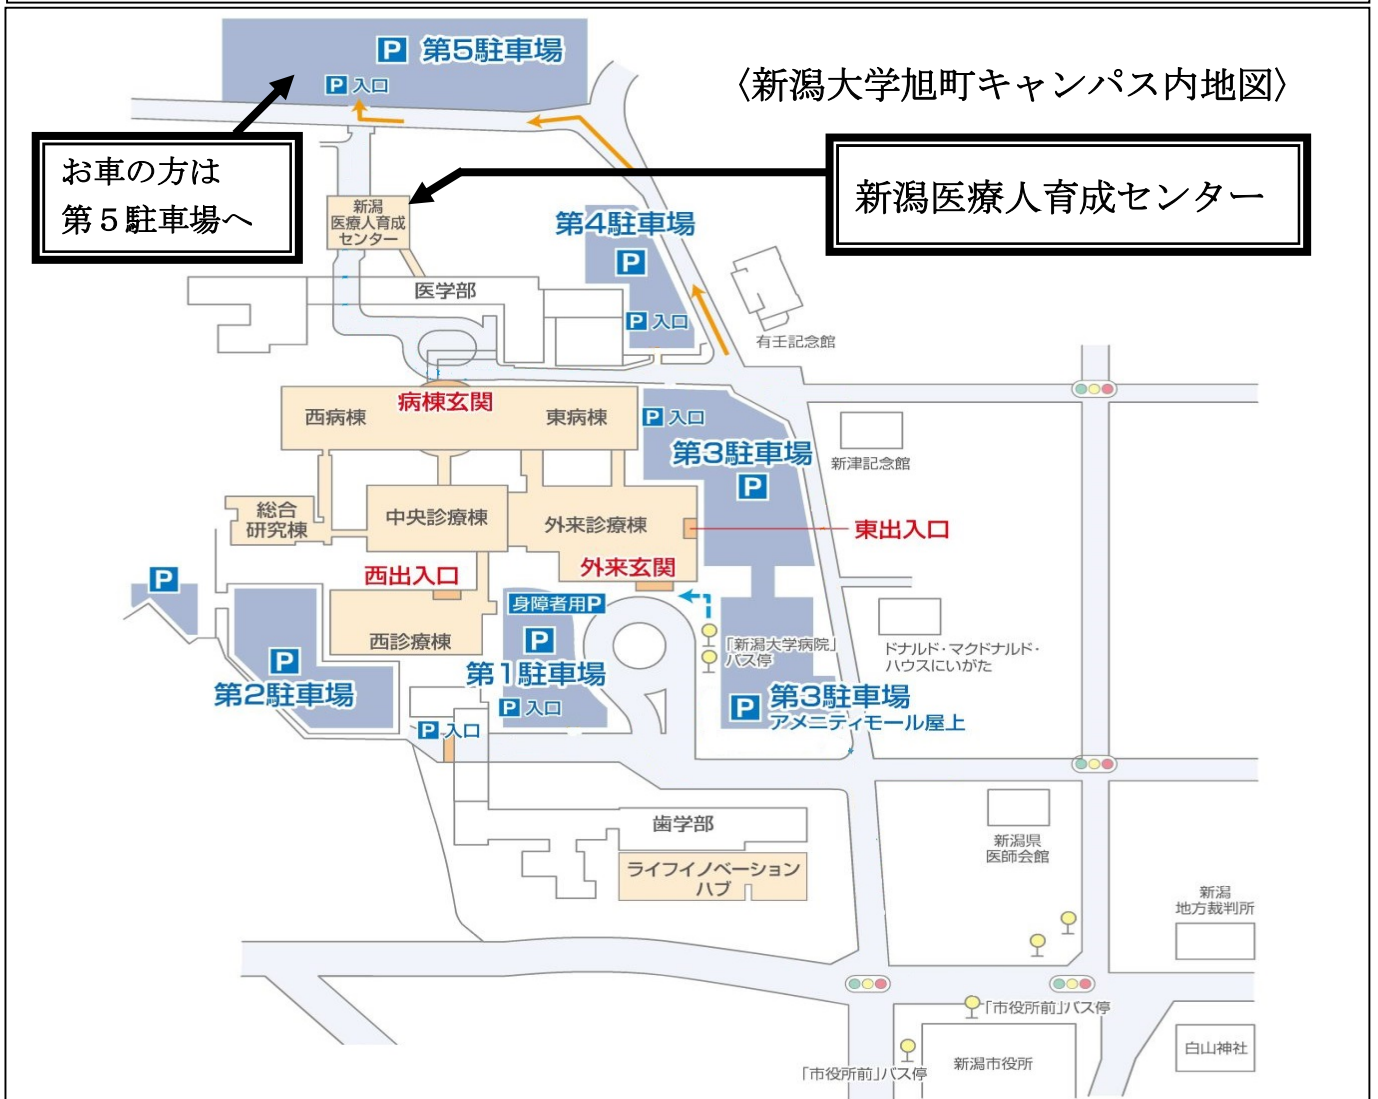 P 第5駐車場
〈新潟大学旭町キャンパス内地図〉
P 入口
お車の方は
第５駐車場へ
新潟医療人育成センター
新潟
医療人育成
センター
第4駐車場
P
P 入口
医学部
有壬記念館
病棟玄関
西病棟
東病棟
P 入口
第3駐車場
P
新津記念館
総合
研究棟
中央診療棟
外来診療棟
東出入口
西出入口
外来玄関
P
身障者用P
西診療棟
P
第1駐車場
P 入口
P
第2駐車場
P 入口
「新潟大学病院」
バス停
ドナルド・マクドナルド・
ハウスにいがた
P 第3駐車場
アメニティモール屋上
歯学部
ライフイノベーション
ハブ
新潟県
医師会館
新潟
地方裁判所
「市役所前」バス停
「市役所前」バス停
新潟市役所
白山神社